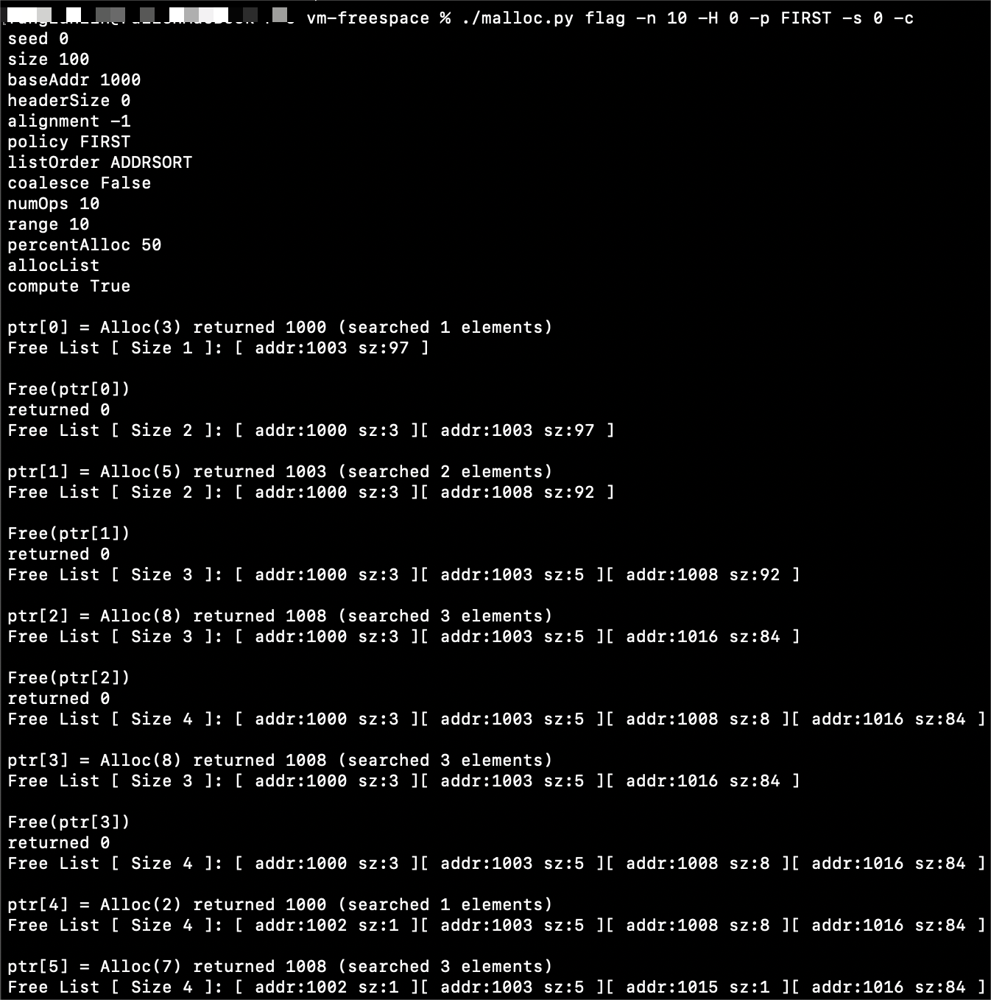 vm-freespace % ./malloc.py flag -n 10 -H 0 -p FIRST -s 0 -c
seed 0
size 100
baseAddr 1000
headerSize 0
alignment -1
policy FIRST
listOrder ADDRSORT
coalesce False
numOps 10
range 10
percentAlloc 50
allocList
compute True
ptr[0] = Alloc(3) returned 1000 (searched 1 elements)
Free List [ Size 1 ]: [ addr:1003 sz:97 ]
Free(ptr[0])
returned 0
Free List [ Size 2 ]: [ addr:1000 sz:3 ][ addr:1003 sz:97 ]
ptr[1] = Alloc(5) returned 1003 (searched 2 elements)
Free List [ Size 2 ]: [ addr:1000 sz:3 ][ addr:1008 sz:92 ]
Free(ptr[1])
returned 0
Free List [ Size 3 ]: [ addr:1000 sz:3 ][ addr:1003 sz:5 ][ addr:1008 sz:92 ]
ptr[2] = Alloc(8) returned 1008 (searched 3 elements)
Free List [ Size 3 ]: [ addr:1000 sz:3 ][ addr:1003 sz:5 ][ addr:1016 sz:84 ]
Free(ptr[2])
returned 0
Free List [ Size 4 ]: [ addr:1000 sz:3 ][ addr:1003 sz:5 ][ addr:1008 sz:8 ][ addr:1016 sz:84 ]
ptr[3] = Alloc(8) returned 1008 (searched 3 elements)
Free List [ Size 3 ]: [ addr:1000 sz:3 ][ addr:1003 sz:5 ][ addr:1016 sz:84 ]
Free(ptr[3])
returned 0
Free List [ Size 4 ]: [ addr:1000 sz:3 ][ addr:1003 sz:5 ][ addr:1008 sz:8 ][ addr:1016 sz:84 ]
ptr[4] = Alloc(2) returned 1000 (searched 1 elements)
Free List [ Size 4 ]: [ addr:1002 sz:1 ][ addr:1003 sz:5 ][ addr:1008 sz:8 ][ addr:1016 sz:84 ]
ptr[5] = Alloc(7) returned 1008 (searched 3 elements)
Free List [ Size 4 ]: [ addr:1002 sz:1 ][ addr:1003 sz:5 ][ addr:1015 sz:1 ][ addr:1016 sz:84 ]